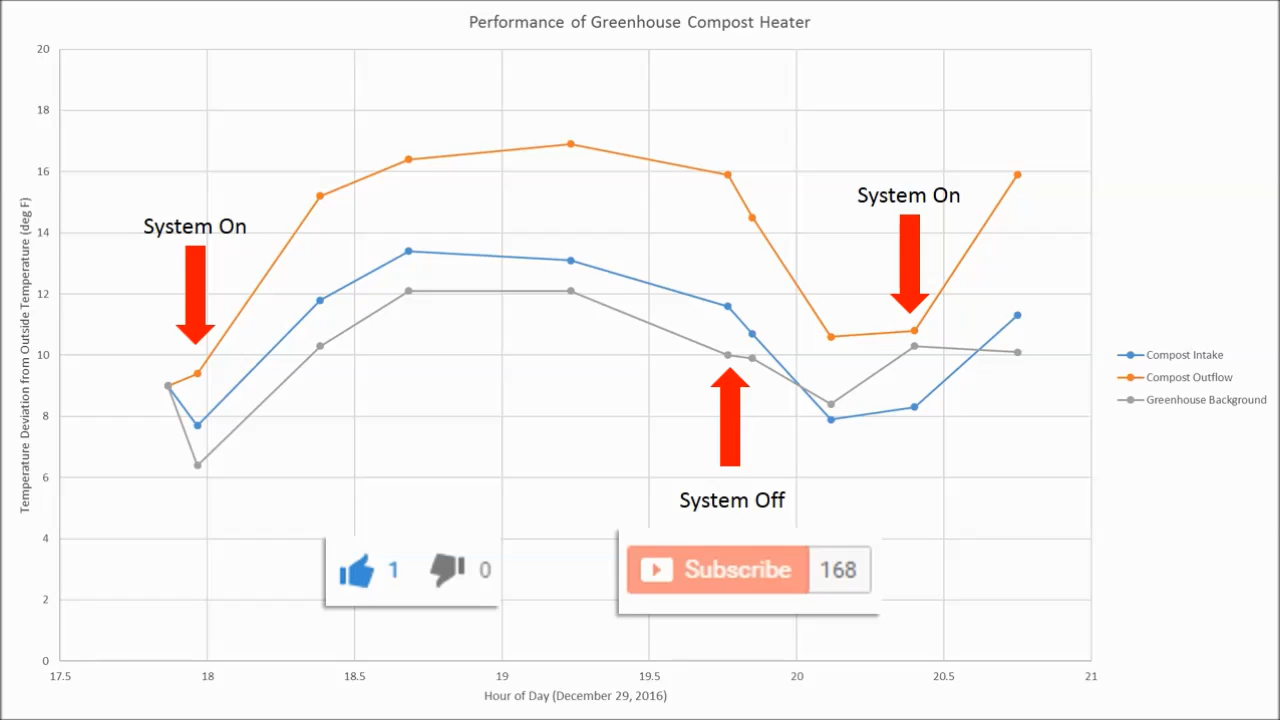 Performance of Greenhouse Compost Heater
20
18
16
14
12
10
8
6
4
2
0
Temperature Deviation from Outside Temperature (deg F)
System On
System On
System Off
Compost Intake
Compost Outflow
Greenhouse Background
1 0
Subscribe 168
17.5 18 18.5 19 19.5 20 20.5 21
Hour of Day (December 29, 2016)